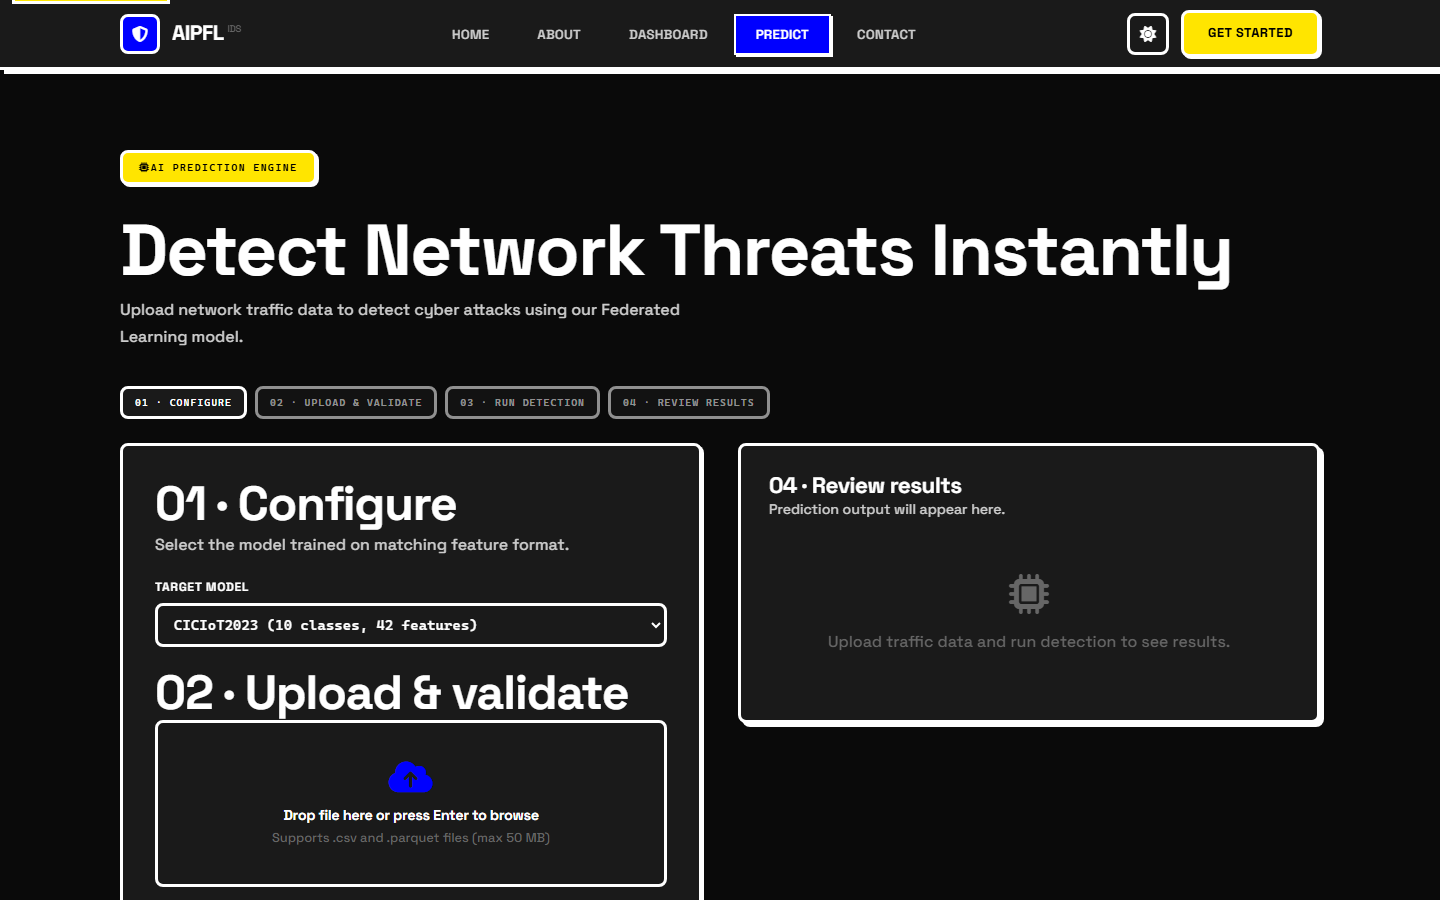 AIPFL IDS
HOME
ABOUT
DASHBOARD
PREDICT
CONTACT
GET STARTED
AI PREDICTION ENGINE
Detect Network Threats Instantly
Upload network traffic data to detect cyber attacks using our Federated
Learning model.
01 · CONFIGURE
02 · UPLOAD & VALIDATE
03 · RUN DETECTION
04 · REVIEW RESULTS
01 · Configure
Select the model trained on matching feature format.
TARGET MODEL
CICIoT2023 (10 classes, 42 features)
02 · Upload & validate
Drop file here or press Enter to browse
Supports .csv and .parquet files (max 50 MB)
04 · Review results
Prediction output will appear here.
Upload traffic data and run detection to see results.